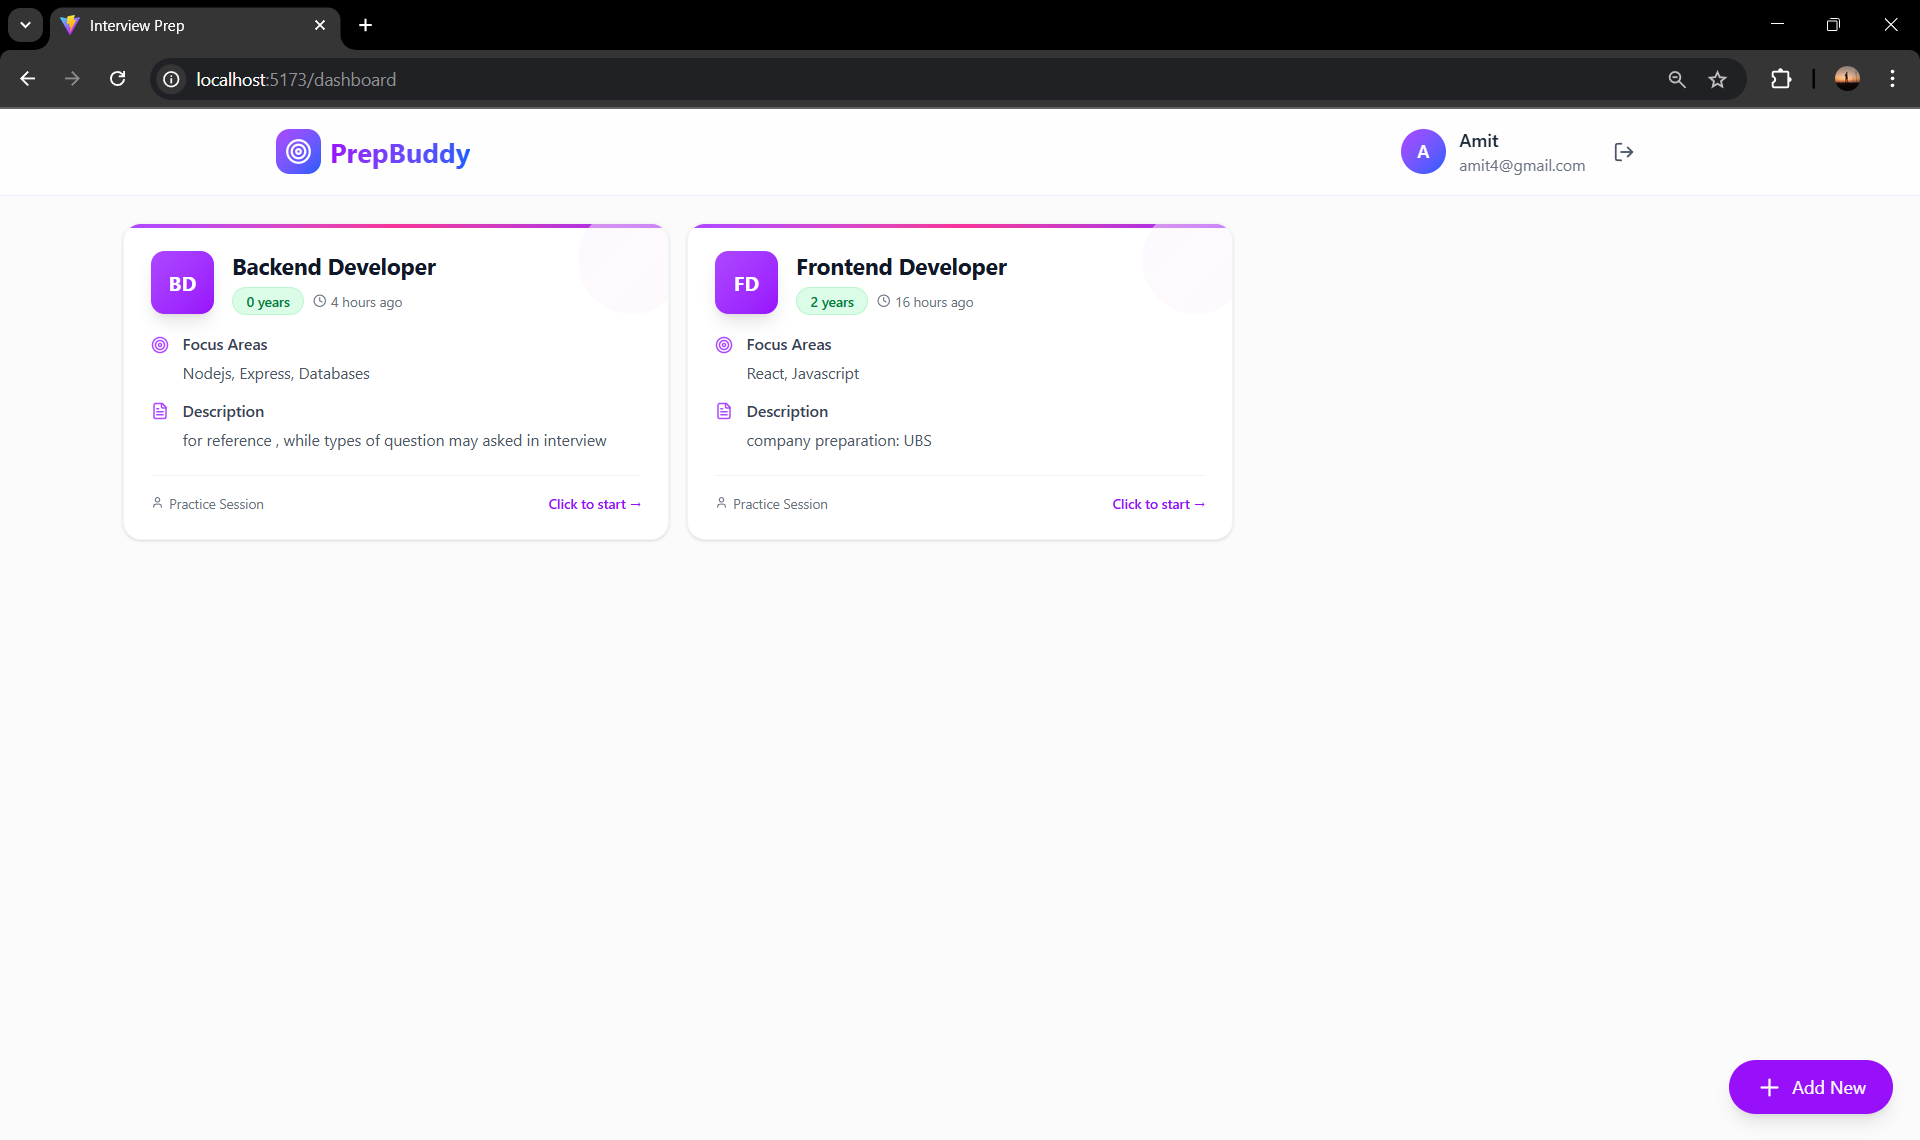 Interview Prep
localhost:5173/dashboard
PrepBuddy
A
Amit
amit4@gmail.com
BD
Backend Developer
0 years
4 hours ago
Focus Areas
Nodejs, Express, Databases
Description
for reference , while types of question may asked in interview
Practice Session
Click to start →
FD
Frontend Developer
2 years
16 hours ago
Focus Areas
React, Javascript
Description
company preparation: UBS
Practice Session
Click to start →
Add New